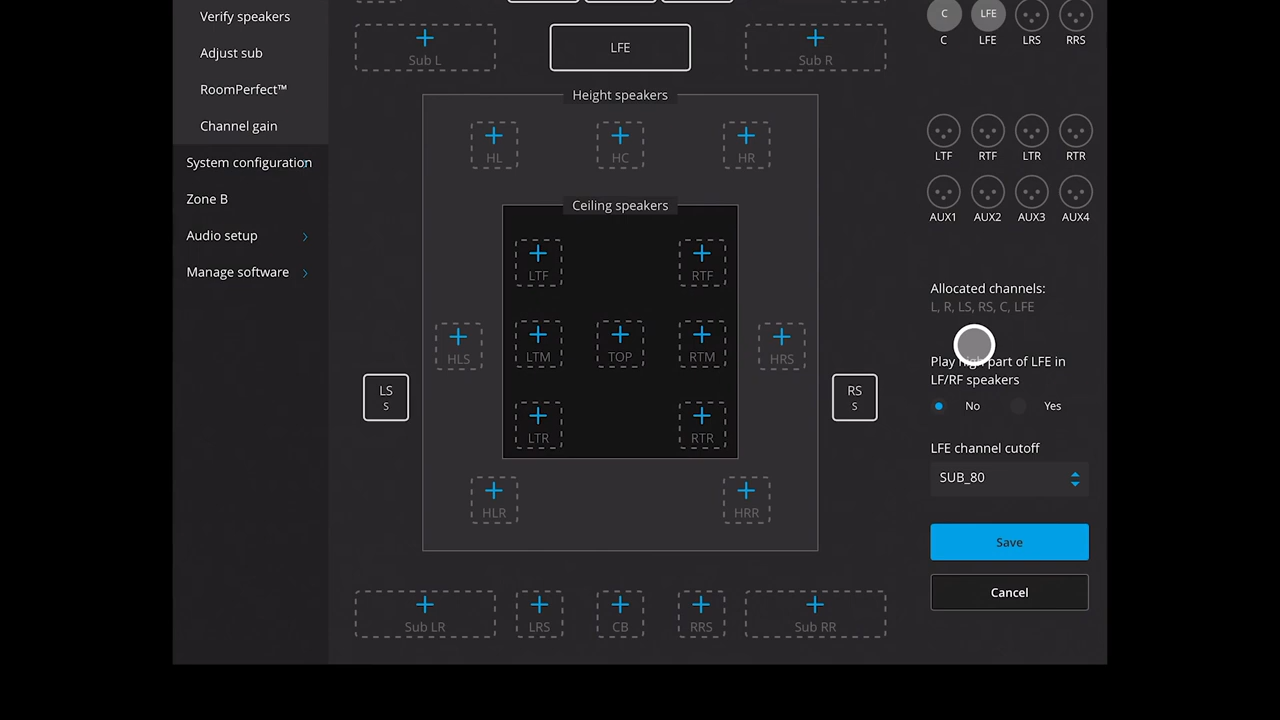 Verify speakers
Adjust sub
RoomPerfect™
Channel gain
System configuration
Zone B
Audio setup
Manage software
Sub L
LFE
Sub R
Height speakers
HL
HC
HR
Ceiling speakers
LTF
RTF
HLS
LTM
TOP
RTM
HRS
LS
S
RS
S
LTR
RTR
HLR
HRR
Sub LR
LRS
CB
RRS
Sub RR
C
LFE
C
LFE
LRS
RRS
LTF
RTF
LTR
RTR
AUX1
AUX2
AUX3
AUX4
Allocated channels:
L, R, LS, RS, C, LFE
Play high part of LFE in
LF/RF speakers
No
Yes
LFE channel cutoff
SUB_80
Save
Cancel